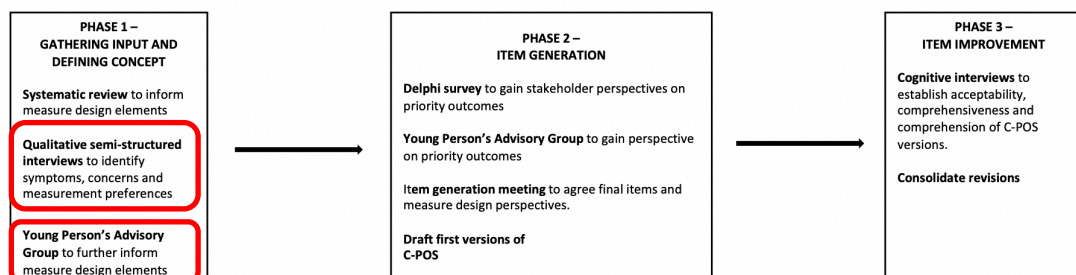 PHASE 1 –
GATHERING INPUT AND
DEFINING CONCEPT
Systematic review to inform
measure design elements
Qualitative semi-structured
interviews to identify
symptoms, concerns and
measurement preferences
Young Person's Advisory
Group to further inform
measure design elements
PHASE 2 –
ITEM GENERATION
Delphi survey to gain stakeholder perspectives on
priority outcomes
Young Person's Advisory Group to gain perspective
on priority outcomes
Item generation meeting to agree final items and
measure design perspectives.
Draft first versions of
C-POS
PHASE 3 –
ITEM IMPROVEMENT
Cognitive interviews to
establish acceptability,
comprehensiveness and
comprehension of C-POS
versions.
Consolidate revisions